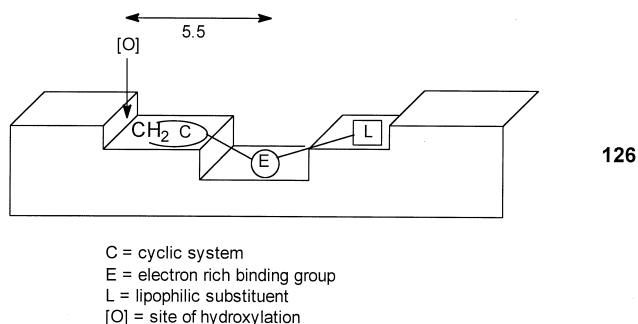 5.5
[O]
CH2 C
E
L
126
C = cyclic system
E = electron rich binding group
L = lipophilic substituent
[O] = site of hydroxylation